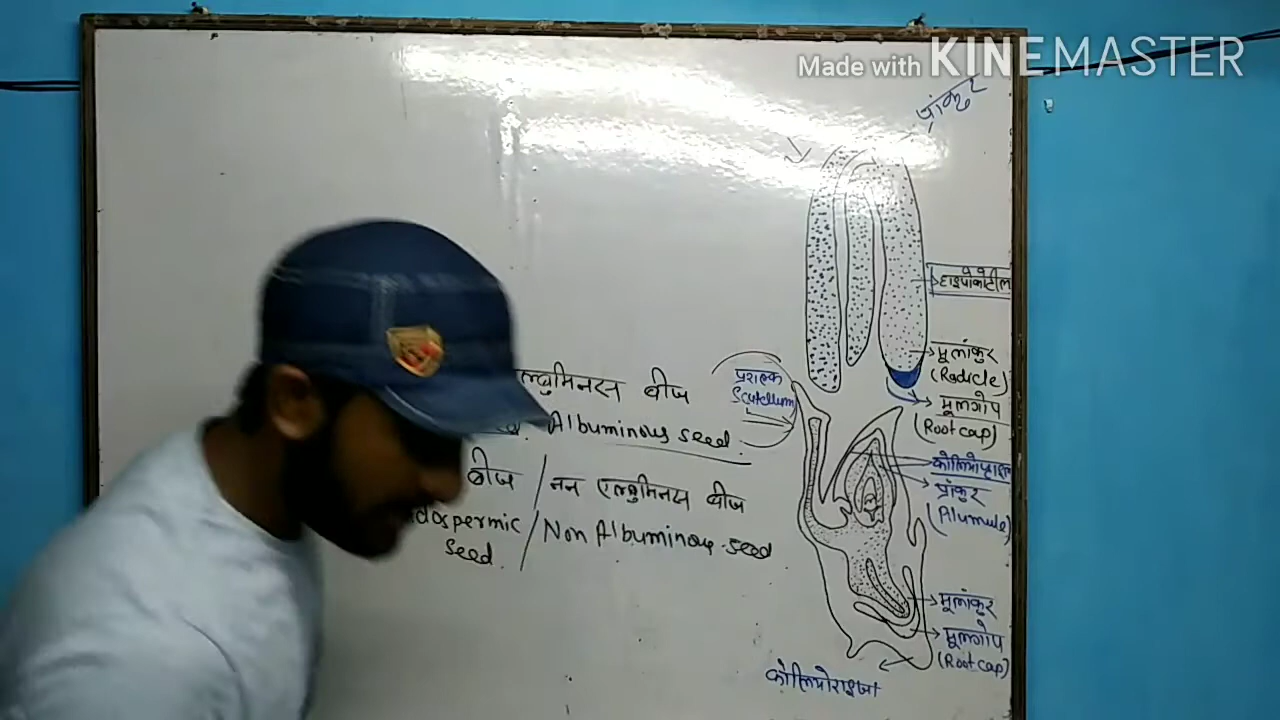 Made with KINEMASTER
प्रांकुर
हाइपोकोटील
मूलांकुर
(Radicle)
मूलगोप
(Root cap)
प्रशल्क
Scutellum
एल्बुमिनस बीज
Albuminous seed.
कोलियोप्टाइल
प्रांकुर
(Plumule)
बीज / नन एल्बुमिनस बीज
dospermic / Non Albuminous seed
seed.
मूलांकुर
मूलगोप
(Root cap)
कोलियोराइजा